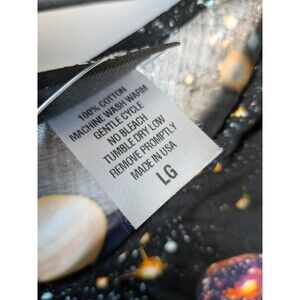 100% COTTON
MACHINE WASH WARM
GENTLE CYCLE
NO BLEACH
TUMBLE DRY LOW
REMOVE PROMPTLY
MADE IN USA
LG